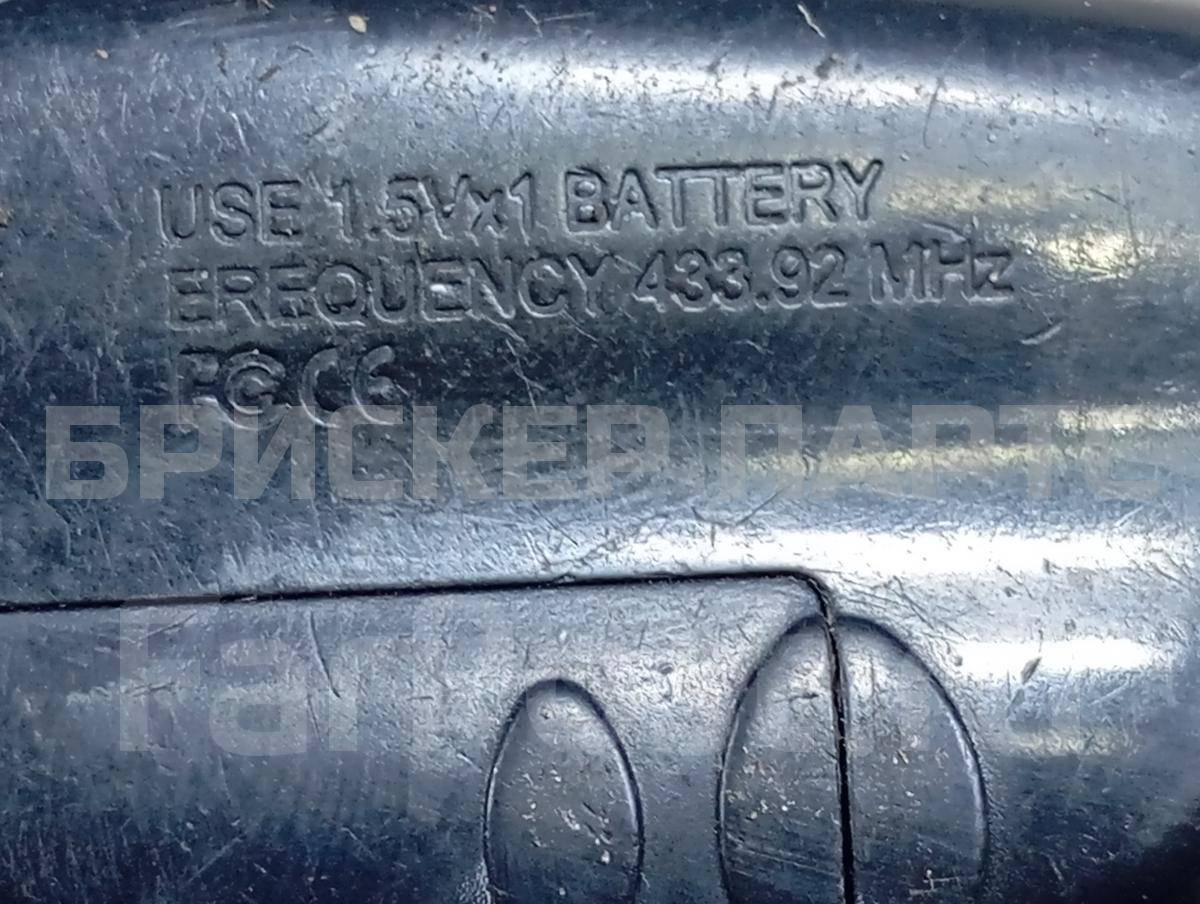 USE 1.5Vx1 BATTERY
EREQUENCY 433.92 MHz
FC CE
БРИСКЕР ПАРТС